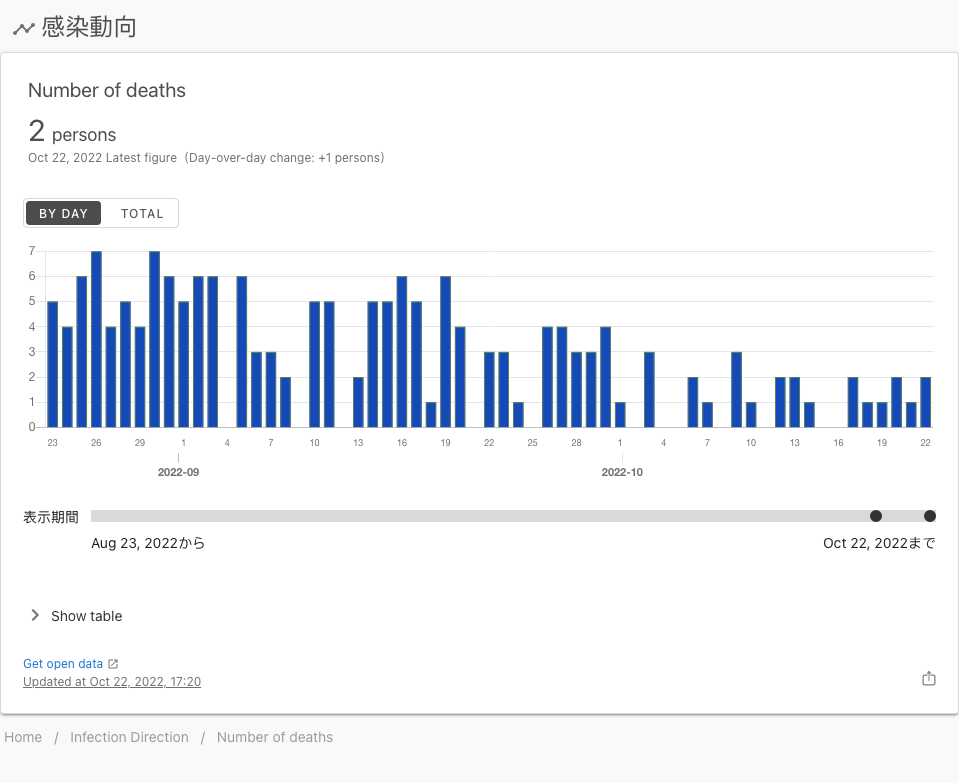 感染動向
Number of deaths
2 persons
Oct 22, 2022 Latest figure (Day-over-day change: +1 persons)
BY DAY TOTAL
7
6
5
4
3
2
1
0
23 26 29 1 4 7 10 13 16 19 22 25 28 1 4 7 10 13 16 19 22
2022-09 2022-10
表示期間
Aug 23, 2022から Oct 22, 2022まで
Show table
Get open data
Updated at Oct 22, 2022, 17:20
Home / Infection Direction / Number of deaths